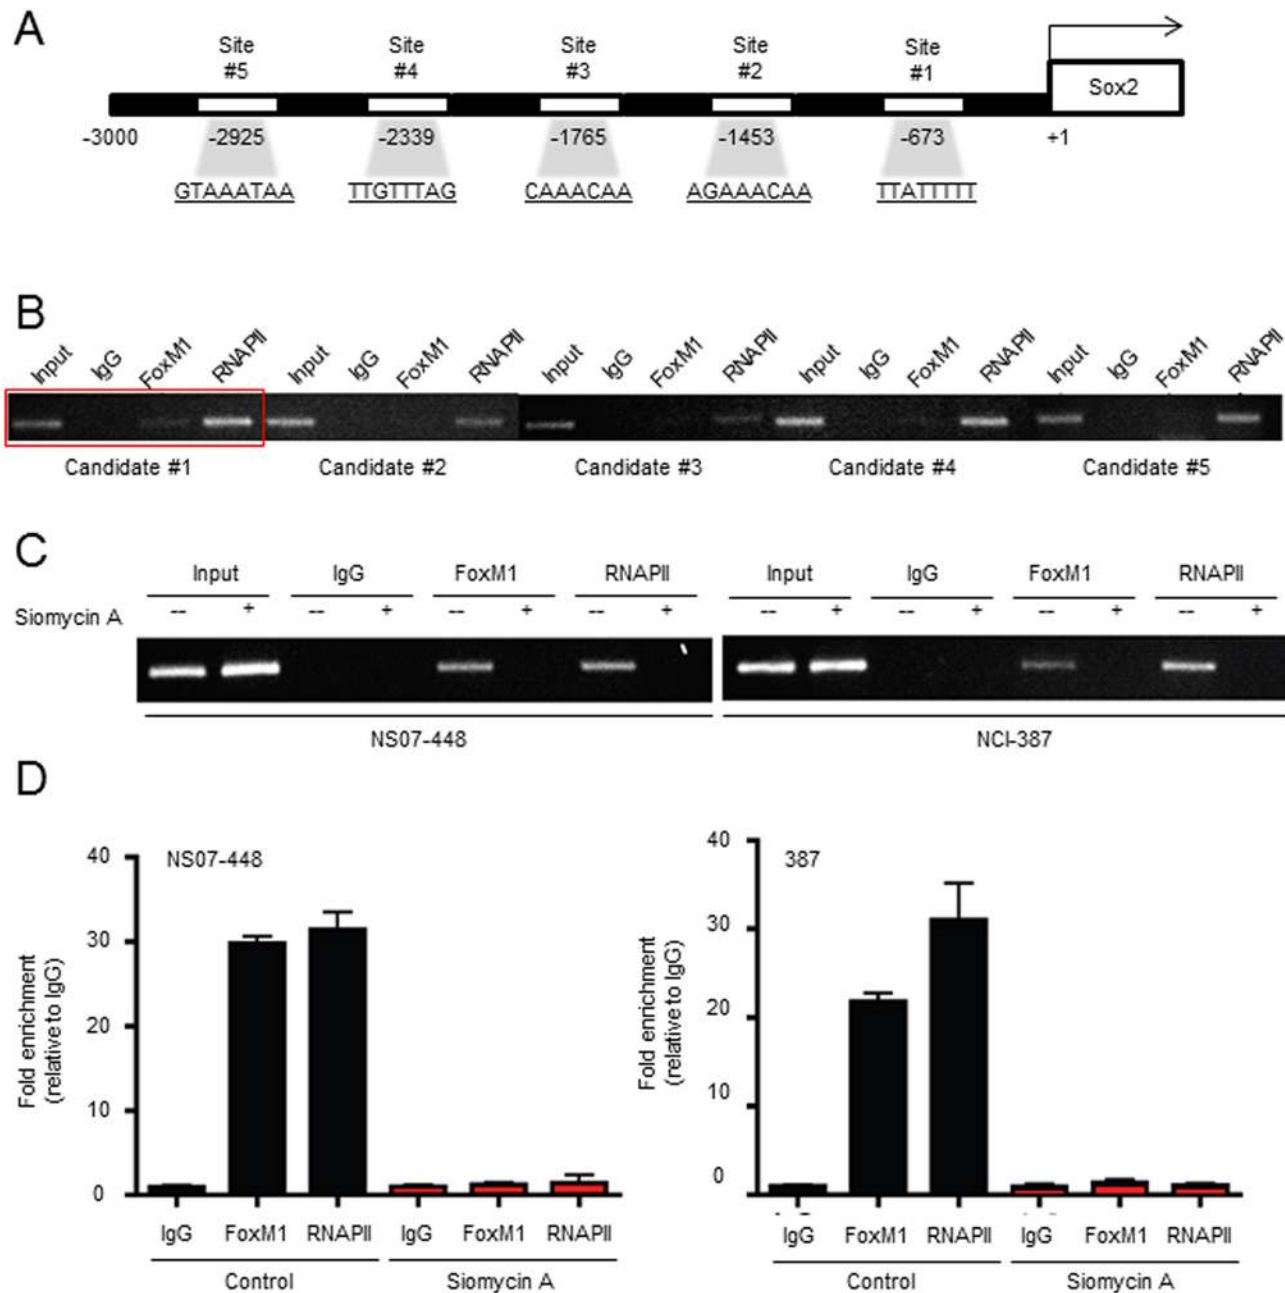 A
Site Site Site Site Site
#5 #4 #3 #2 #1
Sox2
-3000 -2925 -2339 -1765 -1453 -673 +1
GTAAATAA TTGTTTAG CAAACAA AGAAACAA TTATTTTT
B
Input IgG FoxM1 RNAPII Input IgG FoxM1 RNAPII Input IgG FoxM1 RNAPII Input IgG FoxM1 RNAPII Input IgG FoxM1 RNAPII
Candidate #1 Candidate #2 Candidate #3 Candidate #4 Candidate #5
C
Input IgG FoxM1 RNAPII Input IgG FoxM1 RNAPII
Siomycin A -- + -- + -- + -- + -- + -- + -- + -- +
NS07-448 NCI-387
D
NS07-448
40
30
20
10
0
Fold enrichment
(relative to IgG)
IgG FoxM1 RNAPII IgG FoxM1 RNAPII
Control Siomycin A
387
40
30
20
10
0
Fold enrichment
(relative to IgG)
IgG FoxM1 RNAPII IgG FoxM1 RNAPII
Control Siomycin A